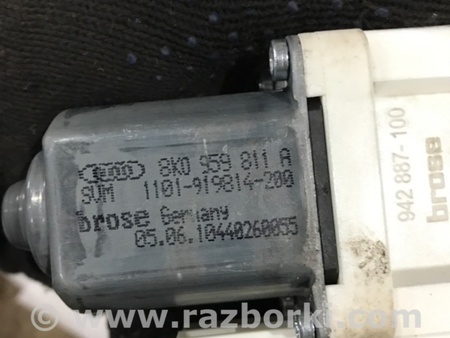 8K0 959 811 A
SVM 1101-919814-200
brose Germany
05.06.10440260055
942 887-100
brose
www.razborki.com